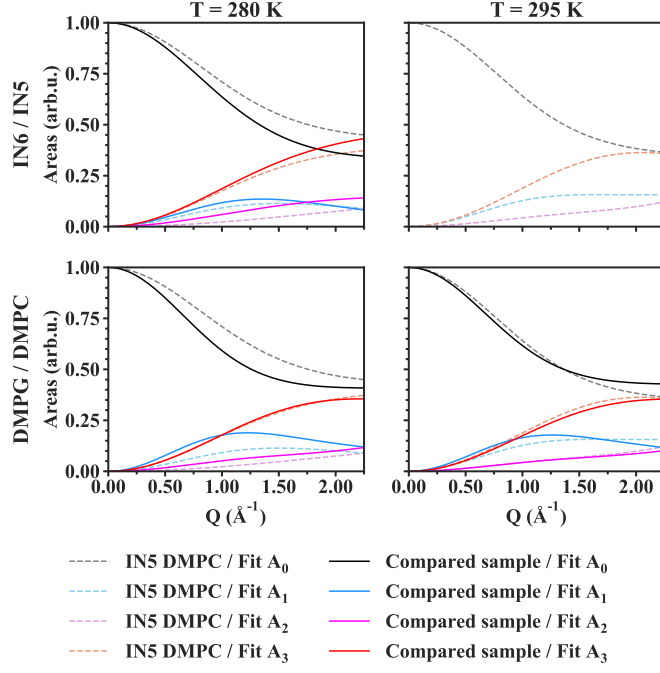 T = 280 K
T = 295 K
IN6 / IN5
Areas (arb.u.)
1.00
0.75
0.50
0.25
0.00
DMPG / DMPC
Areas (arb.u.)
1.00
0.75
0.50
0.25
0.00
0.00 0.50 1.00 1.50 2.00
0.00 0.50 1.00 1.50 2.00
Q (Å⁻¹)
Q (Å⁻¹)
IN5 DMPC / Fit A₀
IN5 DMPC / Fit A₁
IN5 DMPC / Fit A₂
IN5 DMPC / Fit A₃
Compared sample / Fit A₀
Compared sample / Fit A₁
Compared sample / Fit A₂
Compared sample / Fit A₃